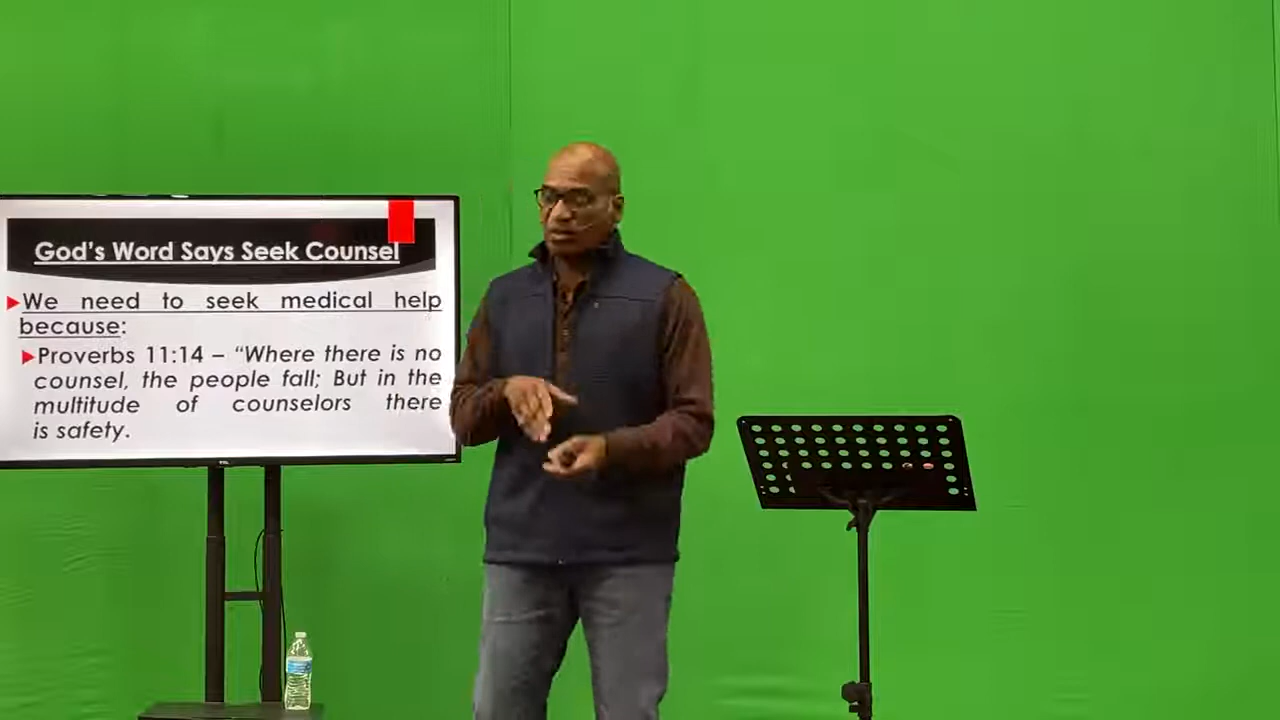 God's Word Says Seek Counsel
We need to seek medical help
because:
Proverbs 11:14 – “Where there is no
counsel, the people fall; But in the
multitude of counselors there
is safety.
TCL